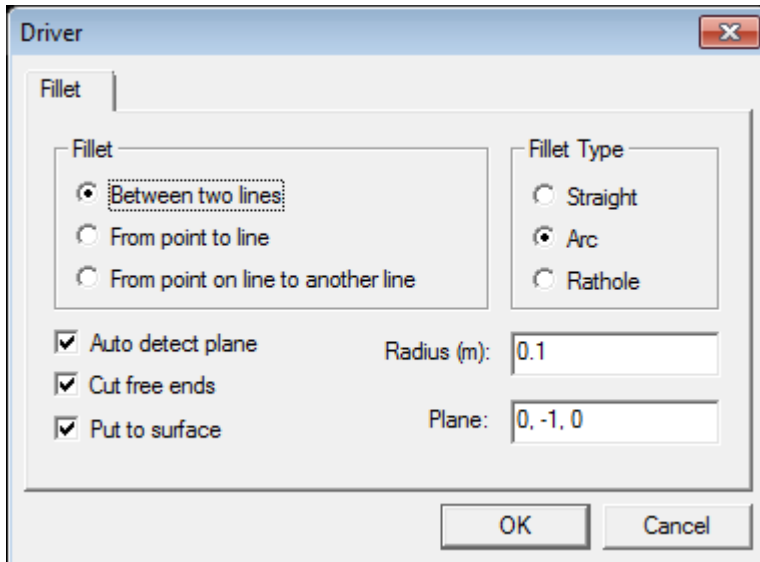 Driver
Fillet
Fillet
Between two lines
From point to line
From point on line to another line
Fillet Type
Straight
Arc
Rathole
Auto detect plane
Cut free ends
Put to surface
Radius (m): 0.1
Plane: 0, -1, 0
OK Cancel